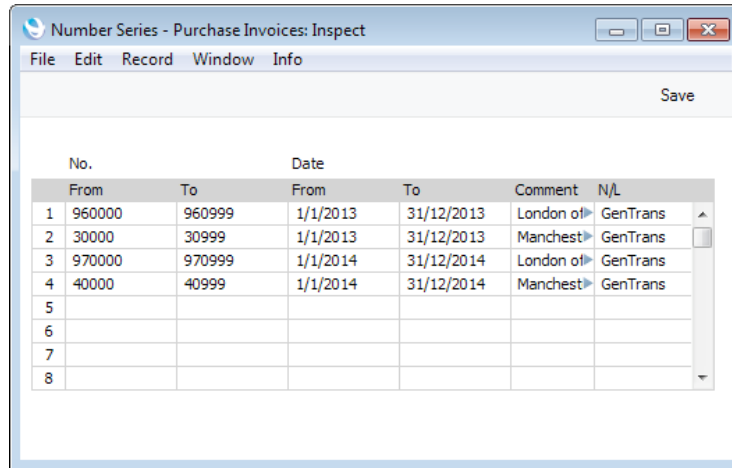 Number Series - Purchase Invoices: Inspect
File Edit Record Window Info
Save
No. Date
From To From To Comment N/L
1 960000 960999 1/1/2013 31/12/2013 London of GenTrans
2 30000 30999 1/1/2013 31/12/2013 Manchest GenTrans
3 970000 970999 1/1/2014 31/12/2014 London of GenTrans
4 40000 40999 1/1/2014 31/12/2014 Manchest GenTrans
5
6
7
8